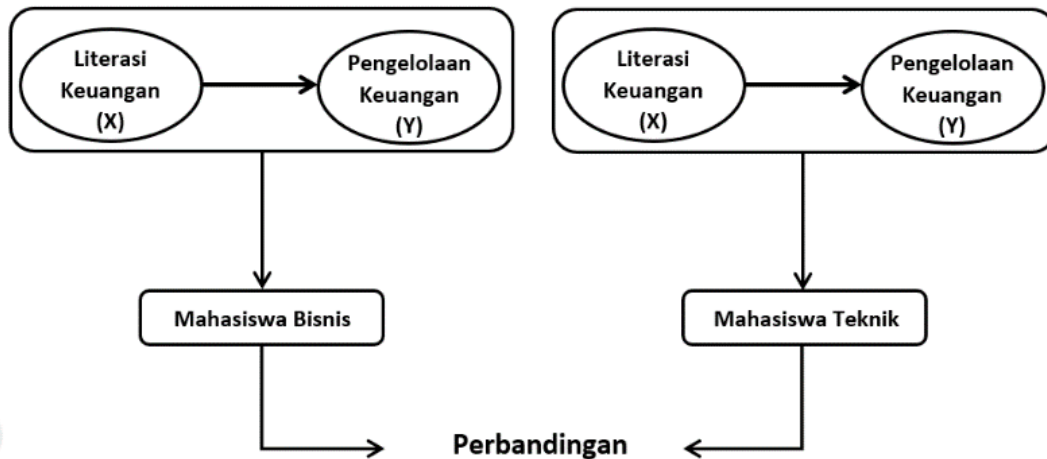 Literasi
Keuangan
(X)
Pengelolaan
Keuangan
(Y)
Literasi
Keuangan
(X)
Pengelolaan
Keuangan
(Y)
Mahasiswa Bisnis
Mahasiswa Teknik
Perbandingan